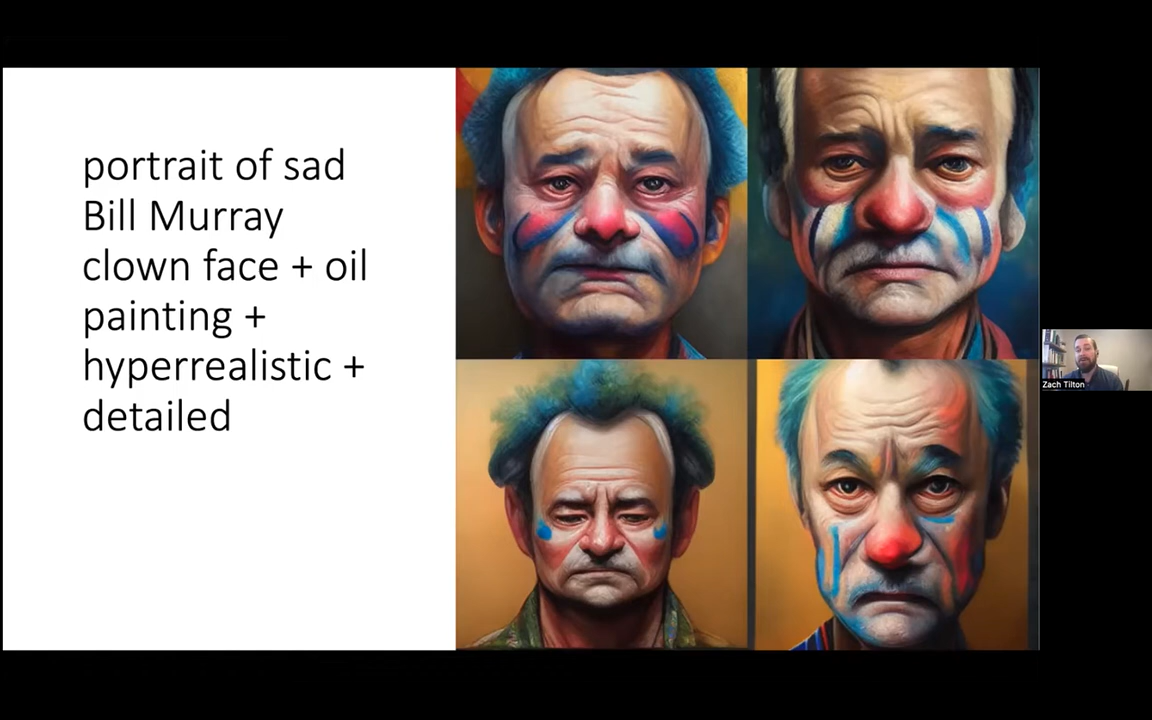 portrait of sad
Bill Murray
clown face + oil
painting +
hyperrealistic +
detailed
Zach Tilton